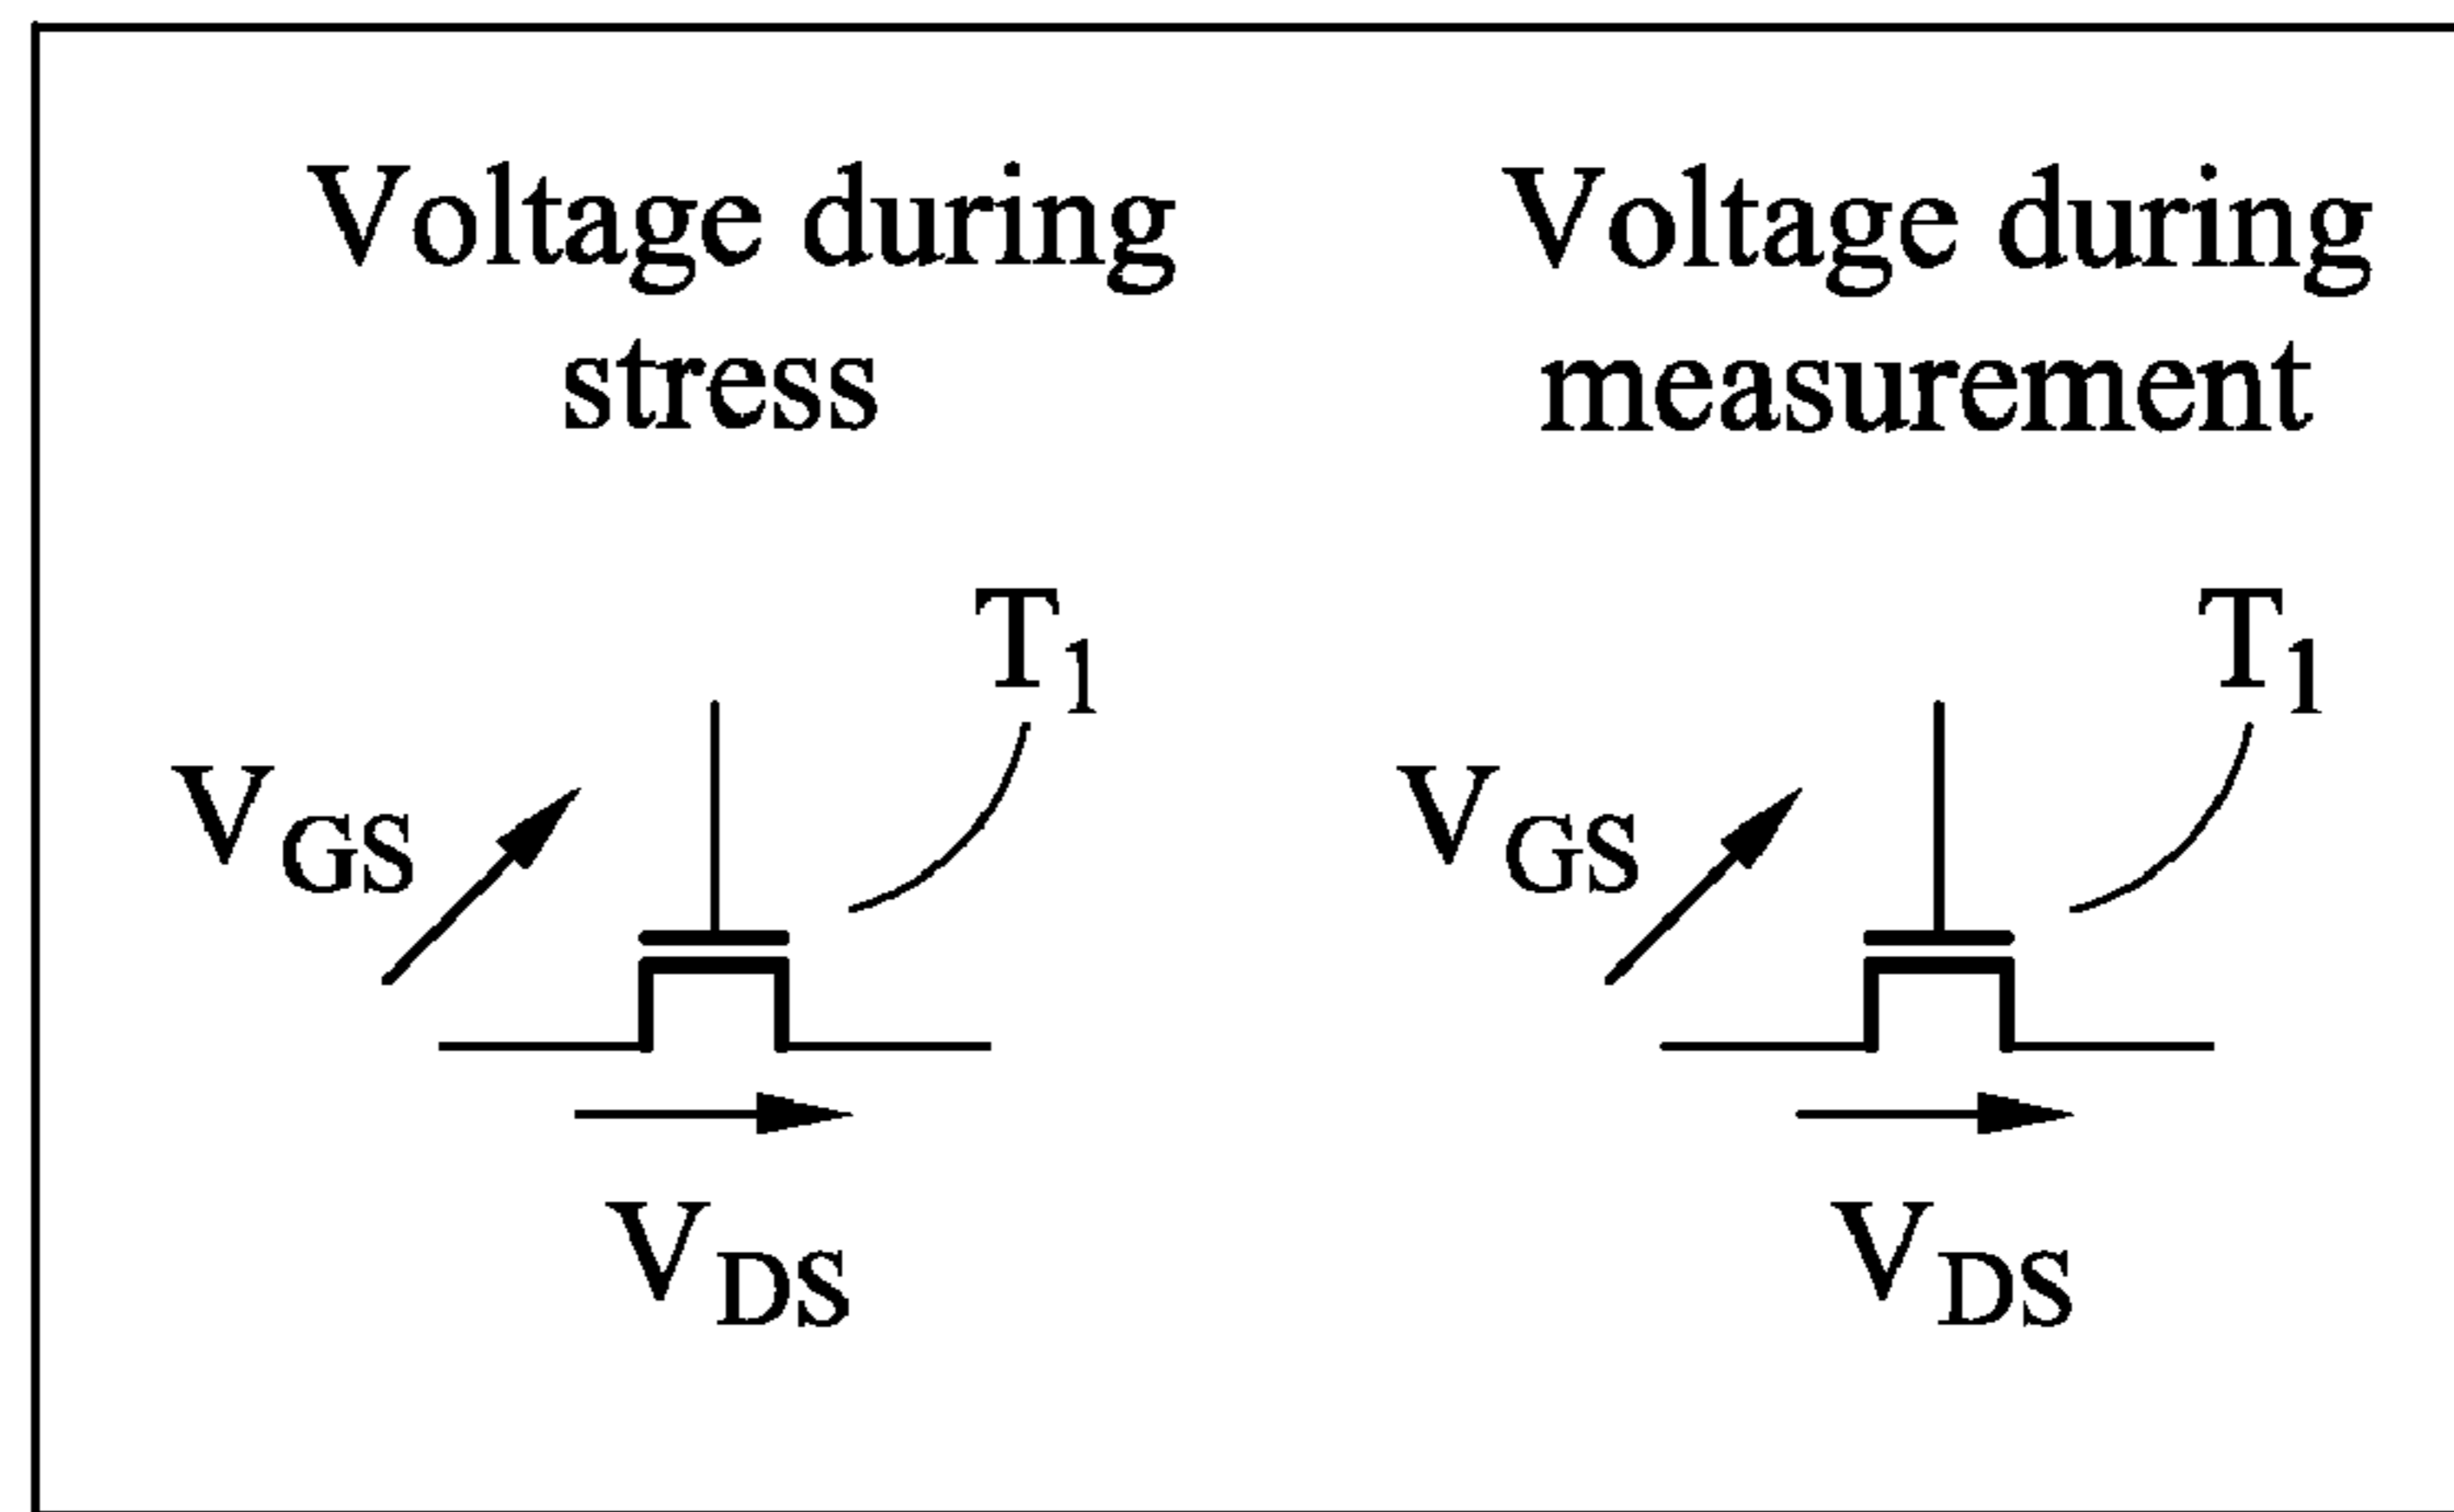 Voltage during
stress
T1
VGS
VDS
Voltage during
measurement
T1
VGS
VDS